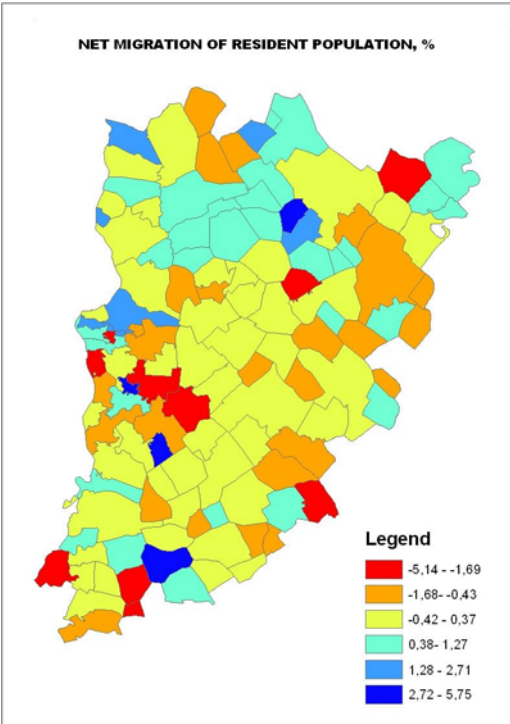 NET MIGRATION OF RESIDENT POPULATION, %
Legend
-5,14 - -1,69
-1,68- -0,43
-0,42 - 0,37
0,38- 1,27
1,28 - 2,71
2,72 - 5,75